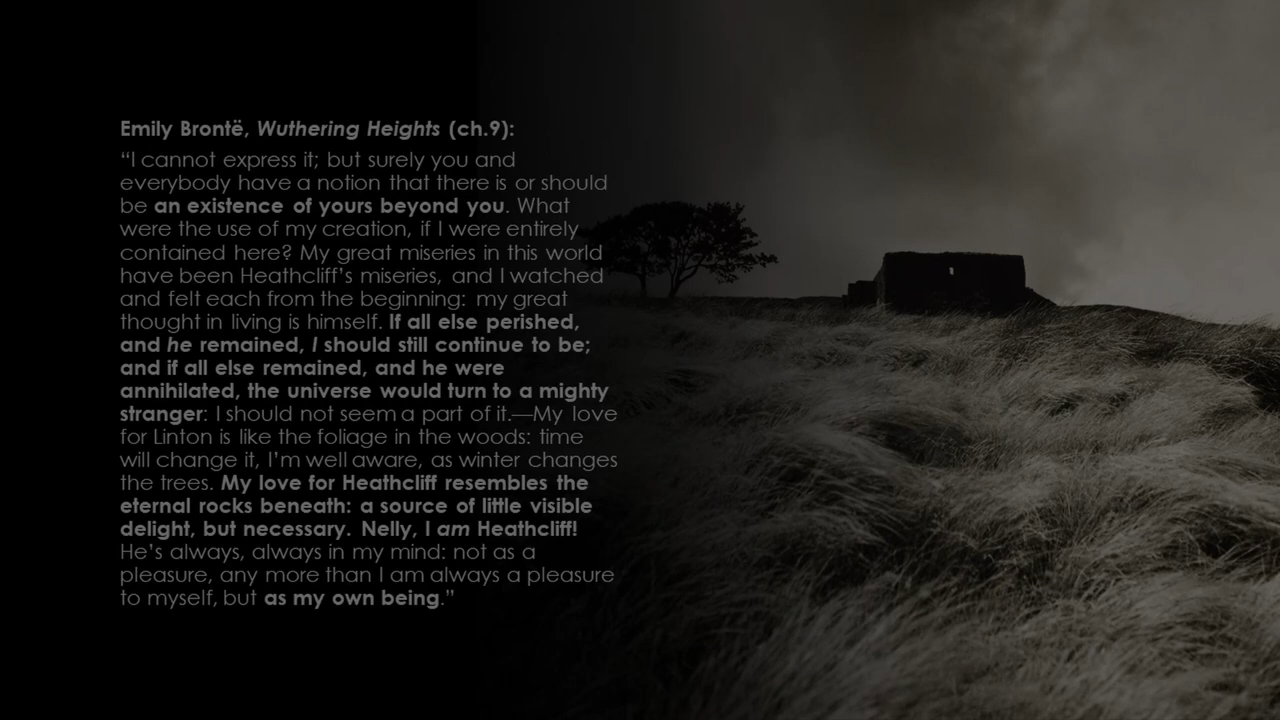 Emily Brontë, Wuthering Heights (ch.9):
“I cannot express it; but surely you and
everybody have a notion that there is or should
be an existence of yours beyond you. What
were the use of my creation, if I were entirely
contained here? My great miseries in this world
have been Heathcliff’s miseries, and I watched
and felt each from the beginning: my great
thought in living is himself. If all else perished,
and he remained, I should still continue to be;
and if all else remained, and he were
annihilated, the universe would turn to a mighty
stranger: I should not seem a part of it.—My love
for Linton is like the foliage in the woods: time
will change it, I’m well aware, as winter changes
the trees. My love for Heathcliff resembles the
eternal rocks beneath: a source of little visible
delight, but necessary. Nelly, I am Heathcliff!
He’s always, always in my mind: not as a
pleasure, any more than I am always a pleasure
to myself, but as my own being.”